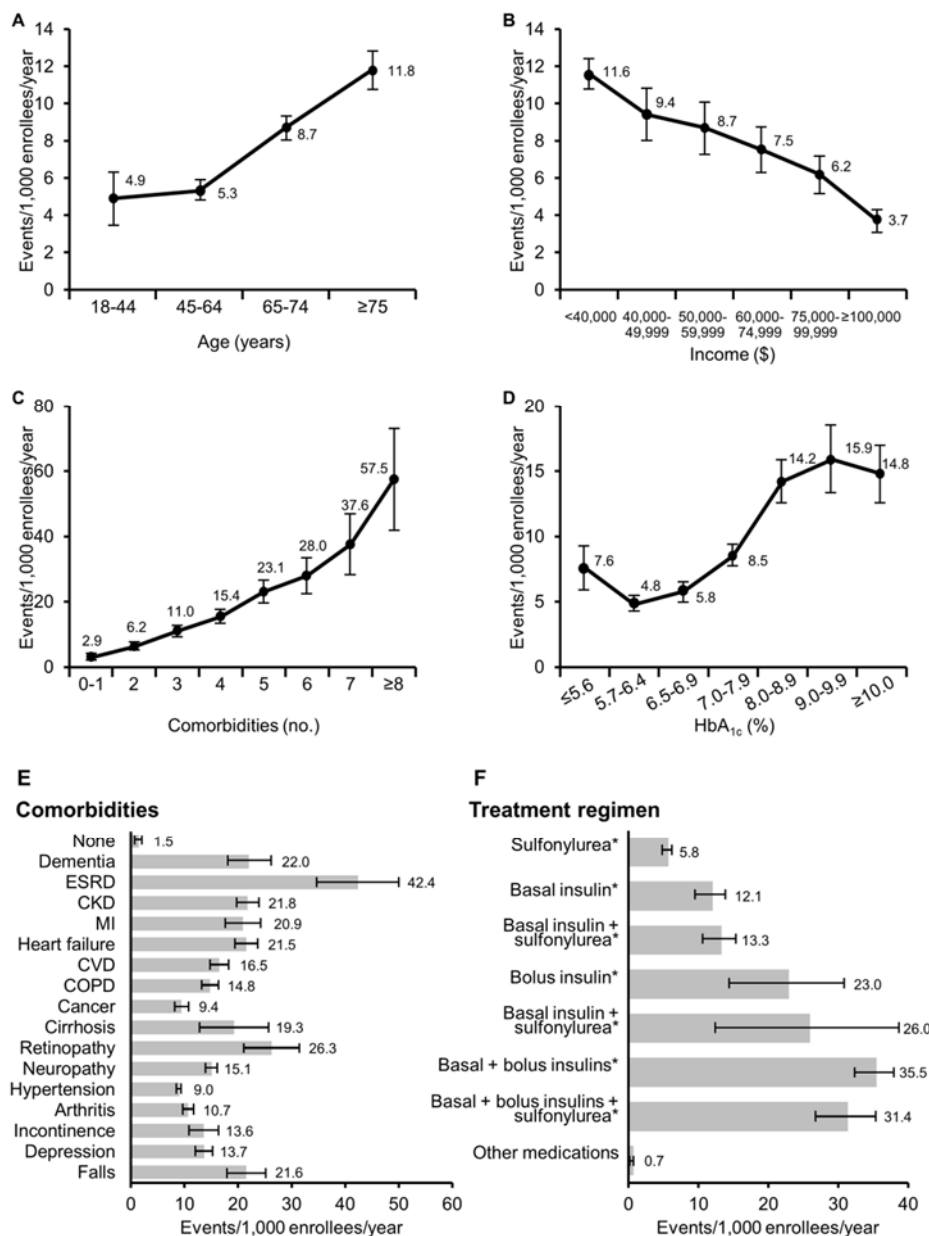 A
Events/1,000 enrollees/year
14
12
10
8
6
4
2
0
4.9
5.3
8.7
11.8
18-44 45-64 65-74 ≥75
Age (years)
B
Events/1,000 enrollees/year
14
12
10
8
6
4
2
0
11.6
9.4
8.7
7.5
6.2
3.7
<40,000 40,000- 50,000- 60,000- 75,000- ≥100,000
49,999 59,999 74,999 99,999
Income ($)
C
Events/1,000 enrollees/year
80
60
40
20
0
2.9
6.2
11.0
15.4
23.1
28.0
37.6
57.5
0-1 2 3 4 5 6 7 ≥8
Comorbidities (no.)
D
Events/1,000 enrollees/year
20
15
10
5
0
7.6
4.8
5.8
8.5
14.2
15.9
14.8
≤5.6 5.7-6.4 6.5-6.9 7.0-7.9 8.0-8.9 9.0-9.9 ≥10.0
HbA1c (%)
E
Comorbidities
None 1.5
Dementia 22.0
ESRD 42.4
CKD 21.8
MI 20.9
Heart failure 21.5
CVD 16.5
COPD 14.8
Cancer 9.4
Cirrhosis 19.3
Retinopathy 26.3
Neuropathy 15.1
Hypertension 9.0
Arthritis 10.7
Incontinence 13.6
Depression 13.7
Falls 21.6
0 10 20 30 40 50 60
Events/1,000 enrollees/year
F
Treatment regimen
Sulfonylurea* 5.8
Basal insulin* 12.1
Basal insulin +
sulfonylurea* 13.3
Bolus insulin* 23.0
Basal insulin +
sulfonylurea* 26.0
Basal + bolus insulins* 35.5
Basal + bolus insulins +
sulfonylurea* 31.4
Other medications 0.7
0 10 20 30 40
Events/1,000 enrollees/year